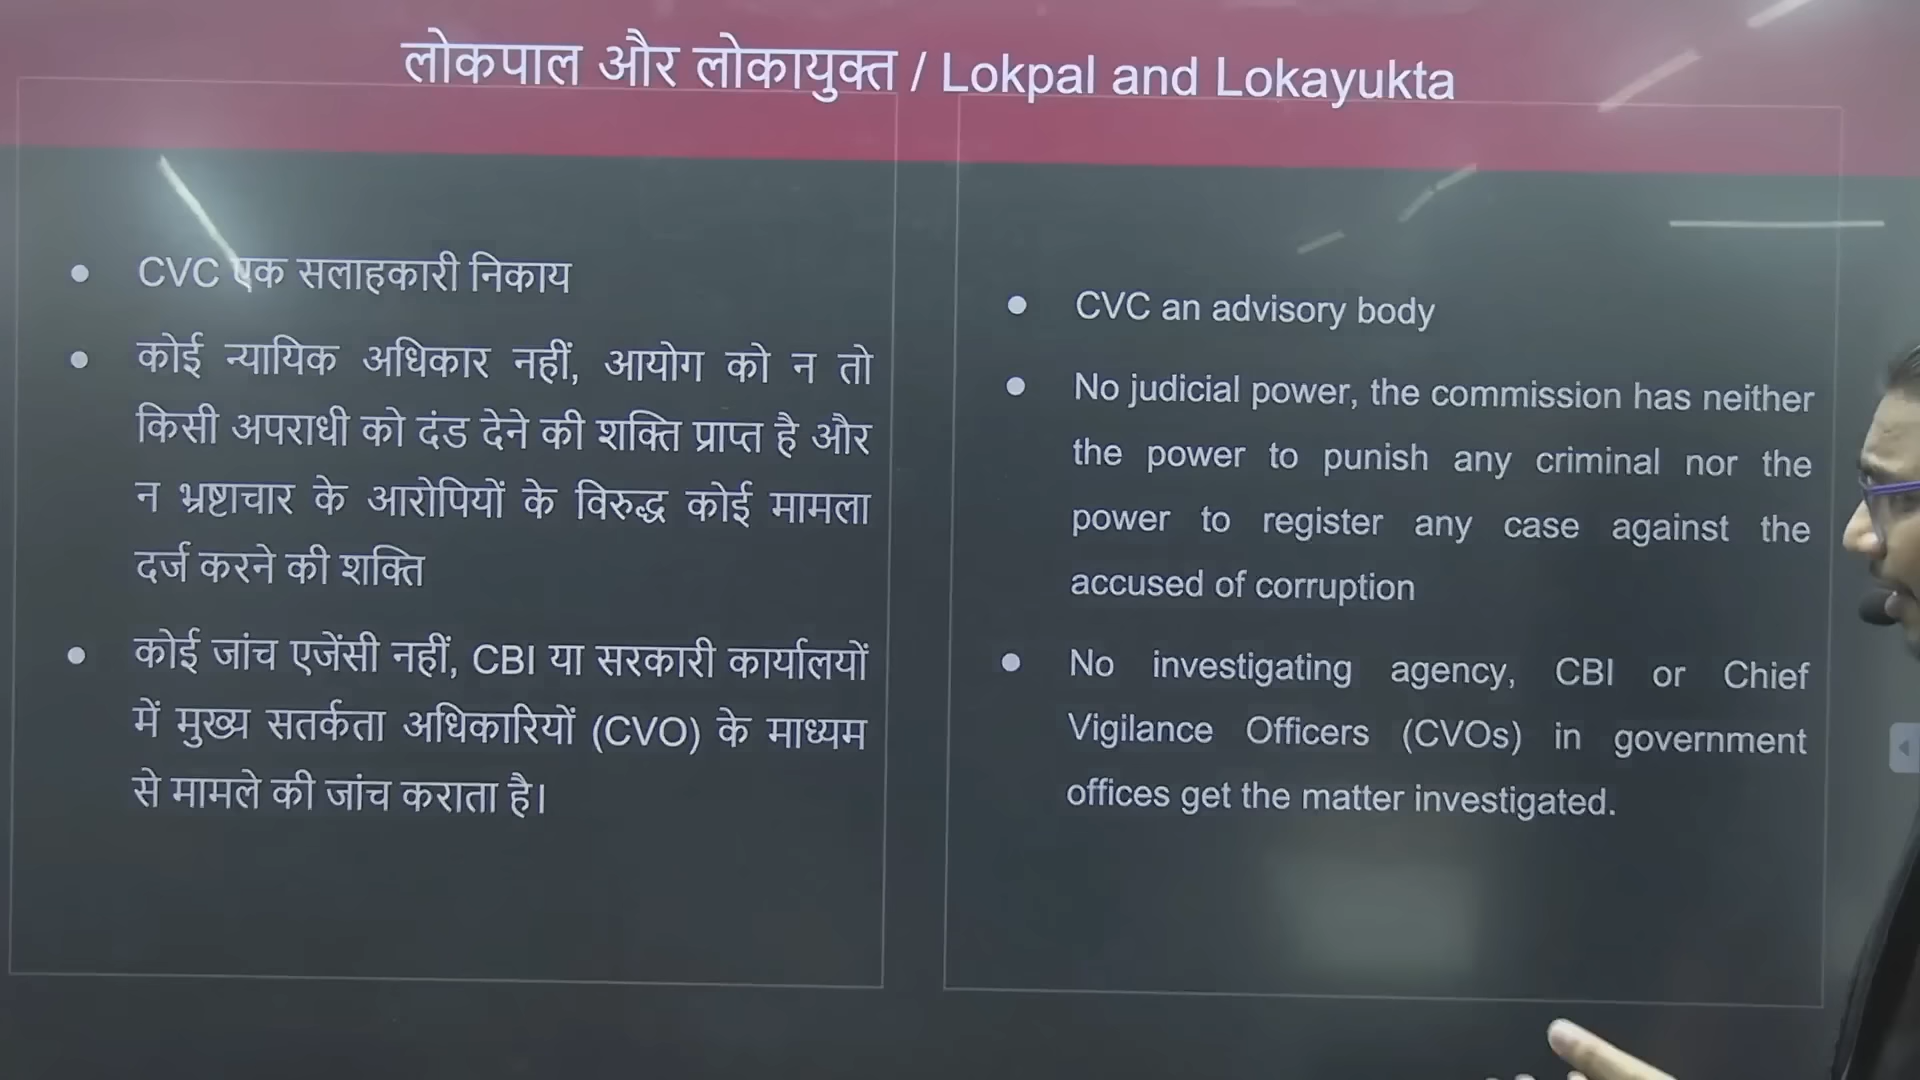 लोकपाल और लोकायुक्त / Lokpal and Lokayukta
• CVC एक सलाहकारी निकाय
• कोई न्यायिक अधिकार नहीं, आयोग को न तो
किसी अपराधी को दंड देने की शक्ति प्राप्त है और
न भ्रष्टाचार के आरोपियों के विरुद्ध कोई मामला
दर्ज करने की शक्ति
• कोई जांच एजेंसी नहीं, CBI या सरकारी कार्यालयों
में मुख्य सतर्कता अधिकारियों (CVO) के माध्यम
से मामले की जांच कराता है।
• CVC an advisory body
• No judicial power, the commission has neither
the power to punish any criminal nor the
power to register any case against the
accused of corruption
• No investigating agency, CBI or Chief
Vigilance Officers (CVOs) in government
offices get the matter investigated.